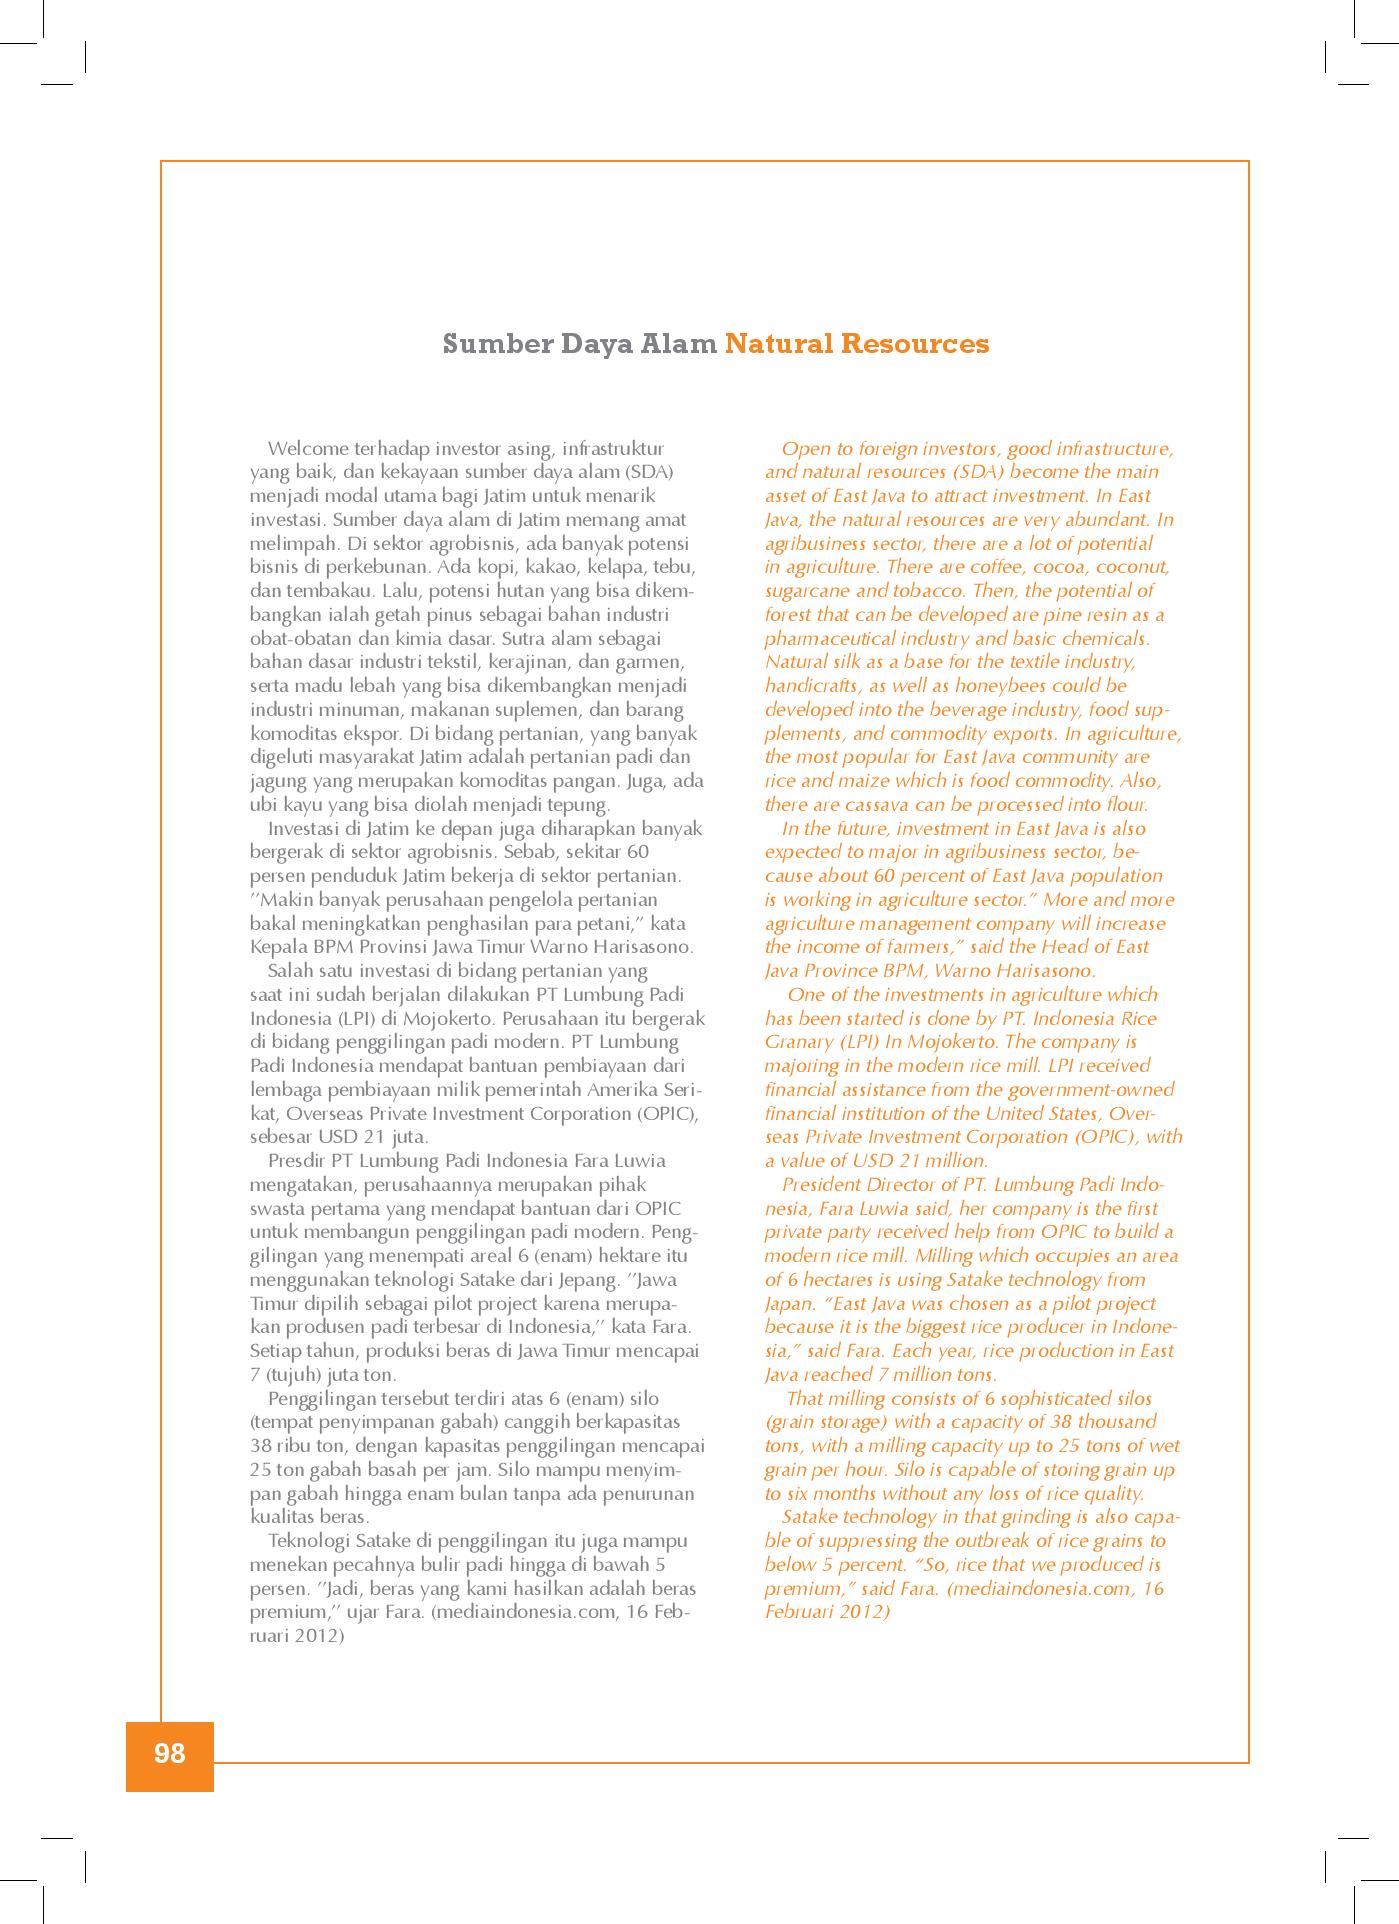 Sumber Daya Alam Natural Resources
Welcome terhadap investor asing, infrastruktur
yang baik, dan kekayaan sumber daya alam (SDA)
menjadi modal utama bagi Jatim untuk menarik
investasi. Sumber daya alam di Jatim memang amat
melimpah. Di sektor agrobisnis, ada banyak potensi
bisnis di perkebunan. Ada kopi, kakao, kelapa, tebu,
dan tembakau. Lalu, potensi hutan yang bisa dikem-
bangkan ialah getah pinus sebagai bahan industri
obat-obatan dan kimia dasar. Sutra alam sebagai
bahan dasar industri tekstil, kerajinan, dan garmen,
serta madu lebah yang bisa dikembangkan menjadi
industri minuman, makanan suplemen, dan barang
komoditas ekspor. Di bidang pertanian, yang banyak
digeluti masyarakat Jatim adalah pertanian padi dan
jagung yang merupakan komoditas pangan. Juga, ada
ubi kayu yang bisa diolah menjadi tepung.
Investasi di Jatim ke depan juga diharapkan banyak
bergerak di sektor agrobisnis. Sebab, sekitar 60
persen penduduk Jatim bekerja di sektor pertanian.
’’Makin banyak perusahaan pengelola pertanian
bakal meningkatkan penghasilan para petani,” kata
Kepala BPM Provinsi Jawa Timur Warno Harisasono.
Salah satu investasi di bidang pertanian yang
saat ini sudah berjalan dilakukan PT Lumbung Padi
Indonesia (LPI) di Mojokerto. Perusahaan itu bergerak
di bidang penggilingan padi modern. PT Lumbung
Padi Indonesia mendapat bantuan pembiayaan dari
lembaga pembiayaan milik pemerintah Amerika Seri-
kat, Overseas Private Investment Corporation (OPIC),
sebesar USD 21 juta.
Presdir PT Lumbung Padi Indonesia Fara Luwia
mengatakan, perusahaannya merupakan pihak
swasta pertama yang mendapat bantuan dari OPIC
untuk membangun penggilingan padi modern. Peng-
gilingan yang menempati areal 6 (enam) hektare itu
menggunakan teknologi Satake dari Jepang. ’’Jawa
Timur dipilih sebagai pilot project karena merupa-
kan produsen padi terbesar di Indonesia,’’ kata Fara.
Setiap tahun, produksi beras di Jawa Timur mencapai
7 (tujuh) juta ton.
Penggilingan tersebut terdiri atas 6 (enam) silo
(tempat penyimpanan gabah) canggih berkapasitas
38 ribu ton, dengan kapasitas penggilingan mencapai
25 ton gabah basah per jam. Silo mampu menyim-
pan gabah hingga enam bulan tanpa ada penurunan
kualitas beras.
Teknologi Satake di penggilingan itu juga mampu
menekan pecahnya bulir padi hingga di bawah 5
persen. ’’Jadi, beras yang kami hasilkan adalah beras
premium,’’ ujar Fara. (mediaindonesia.com, 16 Feb-
ruari 2012)
Open to foreign investors, good infrastructure,
and natural resources (SDA) become the main
asset of East Java to attract investment. In East
Java, the natural resources are very abundant. In
agribusiness sector, there are a lot of potential
in agriculture. There are coffee, cocoa, coconut,
sugarcane and tobacco. Then, the potential of
forest that can be developed are pine resin as a
pharmaceutical industry and basic chemicals.
Natural silk as a base for the textile industry,
handicrafts, as well as honeybees could be
developed into the beverage industry, food sup-
plements, and commodity exports. In agriculture,
the most popular for East Java community are
rice and maize which is food commodity. Also,
there are cassava can be processed into flour.
In the future, investment in East Java is also
expected to major in agribusiness sector, be-
cause about 60 percent of East Java population
is working in agriculture sector.” More and more
agriculture management company will increase
the income of farmers,” said the Head of East
Java Province BPM, Warno Harisasono.
One of the investments in agriculture which
has been started is done by PT. Indonesia Rice
Granary (LPI) In Mojokerto. The company is
majoring in the modern rice mill. LPI received
financial assistance from the government-owned
financial institution of the United States, Over-
seas Private Investment Corporation (OPIC), with
a value of USD 21 million.
President Director of PT. Lumbung Padi Indo-
nesia, Fara Luwia said, her company is the first
private party received help from OPIC to build a
modern rice mill. Milling which occupies an area
of 6 hectares is using Satake technology from
Japan. “East Java was chosen as a pilot project
because it is the biggest rice producer in Indone-
sia,” said Fara. Each year, rice production in East
Java reached 7 million tons.
That milling consists of 6 sophisticated silos
(grain storage) with a capacity of 38 thousand
tons, with a milling capacity up to 25 tons of wet
grain per hour. Silo is capable of storing grain up
to six months without any loss of rice quality.
Satake technology in that grinding is also capa-
ble of suppressing the outbreak of rice grains to
below 5 percent. “So, rice that we produced is
premium,” said Fara. (mediaindonesia.com, 16
Februari 2012)
98